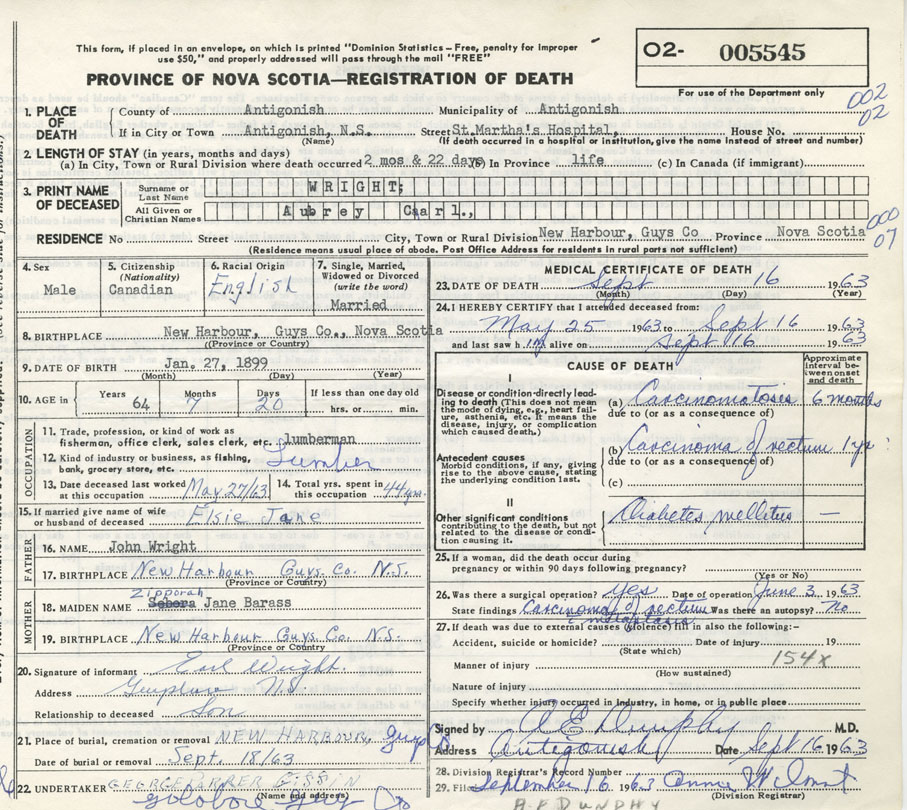 This form, if placed in an envelope, on which is printed "Dominion Statistics – Free, penalty for improper
use $50," and properly addressed will pass through the mail "FREE"
O2- 005545
For use of the Department only
PROVINCE OF NOVA SCOTIA—REGISTRATION OF DEATH
002
02
1. PLACE OF DEATH County of Antigonish Municipality of Antigonish
If in City or Town Antigonish, N.S. Street St. Martha's Hospital, House No.
(Name) (If death occurred in a hospital or institution, give the name instead of street and number)
2. LENGTH OF STAY (in years, months and days)
(a) In City, Town or Rural Division where death occurred 2 mos & 22 days (b) In Province life (c) In Canada (if immigrant)
3. PRINT NAME OF DECEASED Surname or Last Name WRIGHT;
All Given or Christian Names Aubrey Carl.,
000
07
RESIDENCE No Street City, Town or Rural Division New Harbour, Guys Co Province Nova Scotia
(Residence means usual place of abode. Post Office Address for residents in rural parts not sufficient)
4. Sex Male
5. Citizenship (Nationality) Canadian
6. Racial Origin English
7. Single, Married, Widowed or Divorced (write the word) Married
8. BIRTHPLACE New Harbour, Guys Co., Nova Scotia
(Province or Country)
9. DATE OF BIRTH Jan. 27, 1899
(Month) (Day) (Year)
10. AGE in Years 64 Months 7 Days 20 If less than one day old hrs. or min.
OCCUPATION
11. Trade, profession, or kind of work as
fisherman, office clerk, sales clerk, etc. lumberman
12. Kind of industry or business, as fishing,
bank, grocery store, etc. Lumber
13. Date deceased last worked at this occupation May 27/63 14. Total yrs. spent in this occupation 44 yrs.
15. If married give name of wife
or husband of deceased Elsie Jane
FATHER
16. NAME John Wright
17. BIRTHPLACE New Harbour Guys. Co. N.S.
(Province or Country)
MOTHER
Zipporah
18. MAIDEN NAME Sebora Jane Barass
19. BIRTHPLACE New Harbour Guys. Co. N.S.
(Province or Country)
20. Signature of informant Earl Wright.
Address N.S.
Relationship to deceased Son
21. Place of burial, cremation or removal NEW HARBOUR, Guys
Date of burial or removal Sept. 18/63
22. UNDERTAKER GEORGE
(Name and address)
MEDICAL CERTIFICATE OF DEATH
23. DATE OF DEATH Sept 16 1963
(Month) (Day) (Year)
24. I HEREBY CERTIFY that I attended deceased from:
May 25 1963 to Sept 16 1963
and last saw him alive on Sept 16 1963
CAUSE OF DEATH
Approximate interval between onset and death
I
Disease or condition directly leading to death (This does not mean the mode of dying, e.g., heart failure, asthenia, etc. It means the disease, injury, or complication which caused death.)
(a) Carcinomatosis 6 months
due to (or as a consequence of)
Antecedent causes
Morbid conditions, if any, giving rise to the above cause, stating the underlying condition last.
(b) Carcinoma of rectum 1 yr
due to (or as a consequence of)
(c)
II
Other significant conditions
contributing to the death, but not related to the disease or condition causing it.
Diabetes mellitus —
25. If a woman, did the death occur during
pregnancy or within 90 days following pregnancy?
(Yes or No)
26. Was there a surgical operation? yes Date of operation June 3 1963
State findings Carcinoma of rectum Was there an autopsy? No
metastasis
27. If death was due to external causes (violence) fill in also the following:–
Accident, suicide or homicide? Date of injury 19
(State which)
154X
Manner of injury
(How sustained)
Nature of injury
Specify whether injury occurred in Industry, in home, or in public place
Signed by A E Dunphy M.D.
Address Antigonish Date Sept 16 1963
28. Division Registrar's Record Number
29. Filed September 16. 1963
(Division Registrar)
A.F DUNPHY